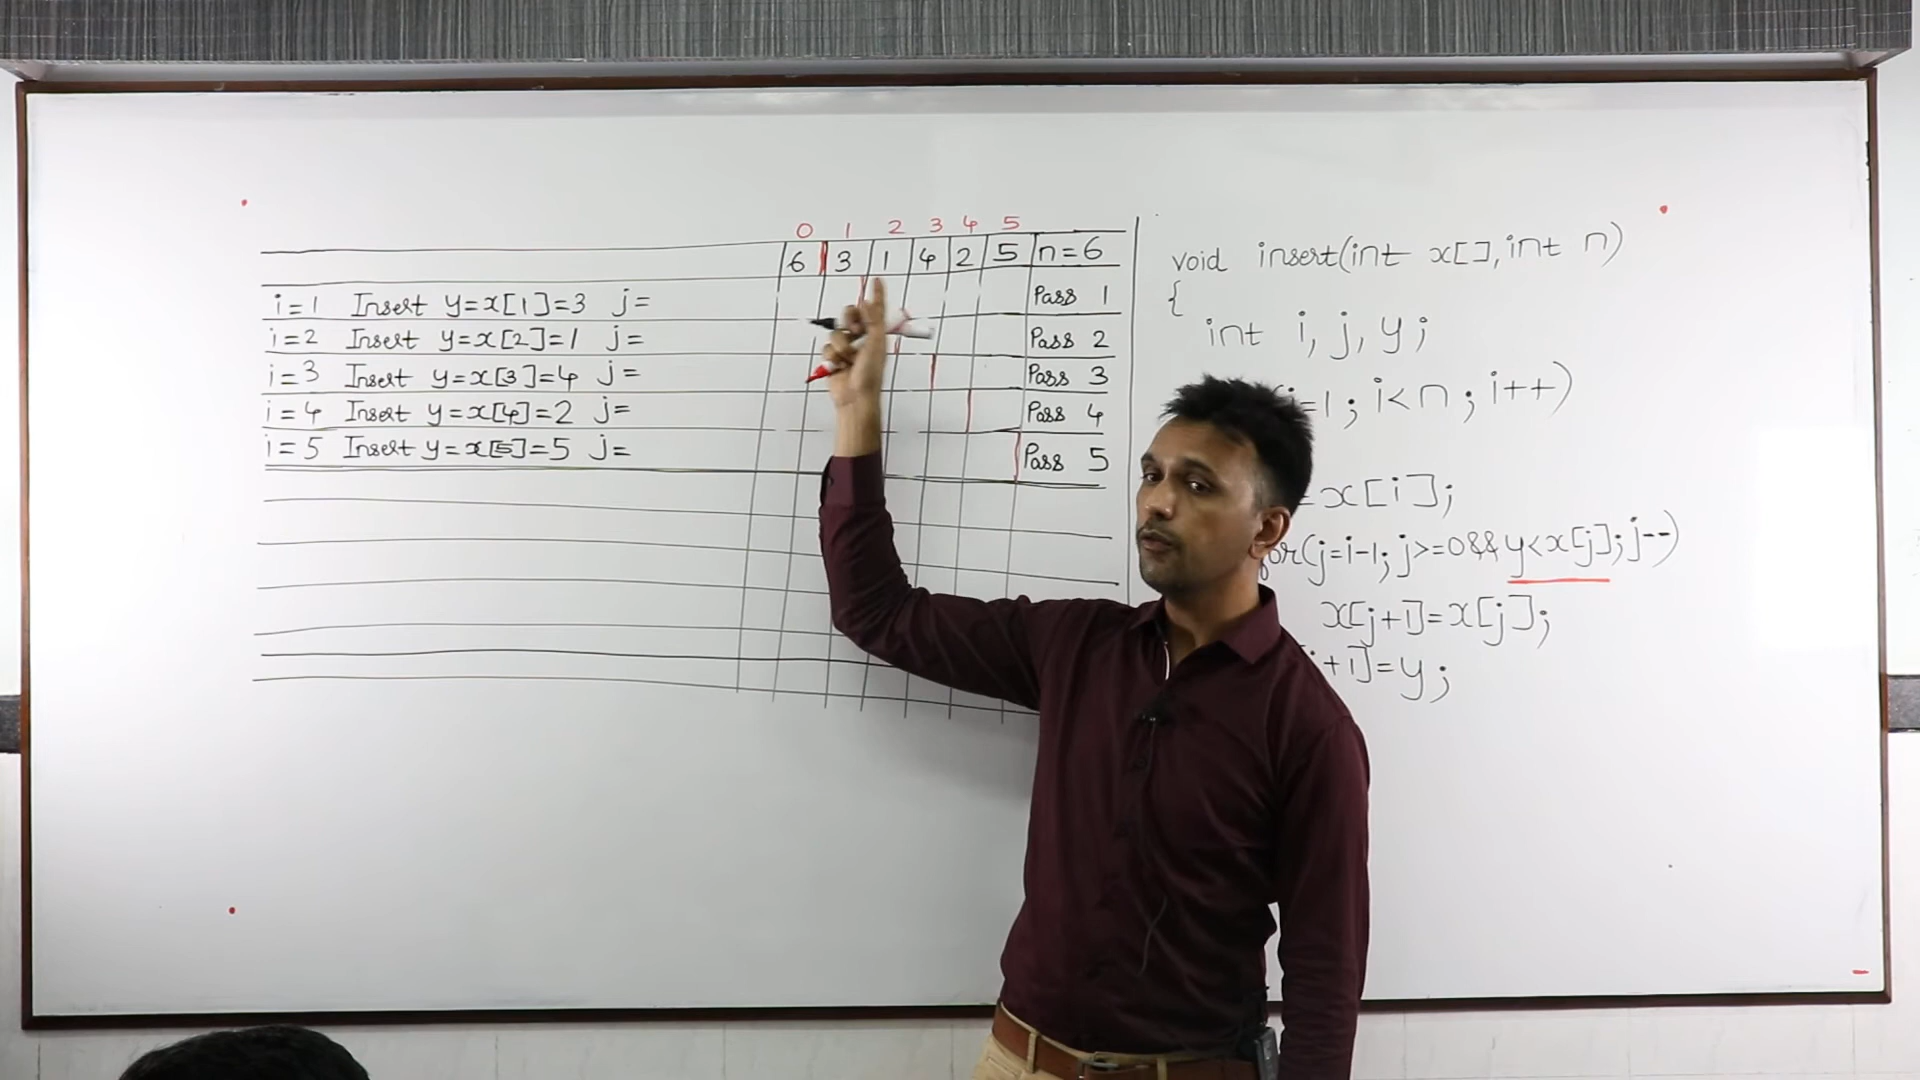 0 1 2 3 4 5
6 3 1 4 2 5 n=6
i=1 Insert y=x[1]=3 j= Pass 1
i=2 Insert y=x[2]=1 j= Pass 2
i=3 Insert y=x[3]=4 j= Pass 3
i=4 Insert y=x[4]=2 j= Pass 4
i=5 Insert y=x[5]=5 j= Pass 5
void insert(int x[],int n)
{
int i,j,y;
=1;i<n;i++)
=x[i];
for(j=i-1;j>=0&&y<x[j];j--)
x[j+1]=x[j];
+1]=y;